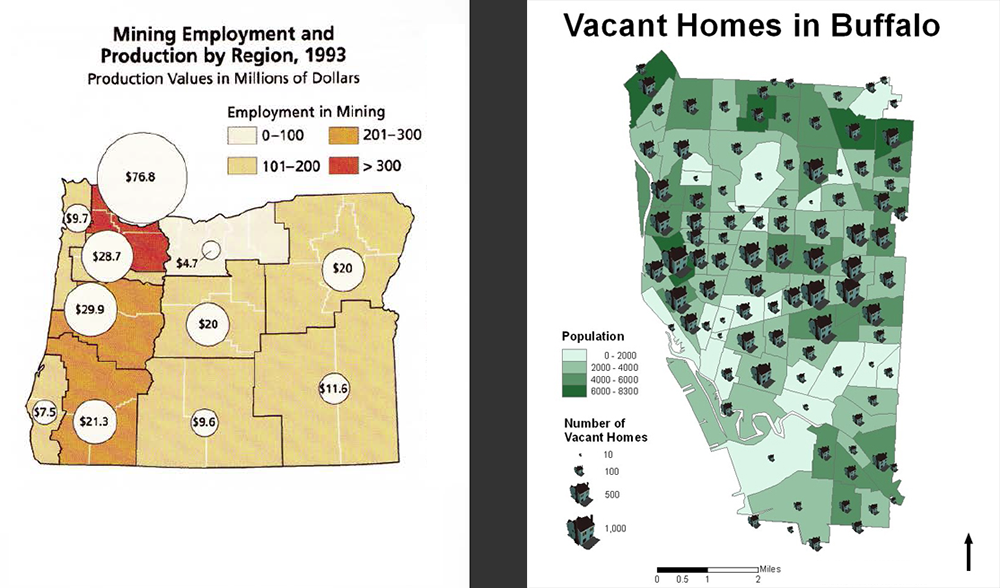 Mining Employment and
Production by Region, 1993
Production Values in Millions of Dollars
Employment in Mining
0–100
201–300
101–200
> 300
$76.8
$9.7
$28.7
$4.7
$20
$29.9
$20
$11.6
$7.5
$21.3
$9.6
Vacant Homes in Buffalo
Population
0 - 2000
2000 - 4000
4000 - 6000
6000 - 8300
Number of
Vacant Homes
10
100
500
1,000
Miles
0 0.5 1 2